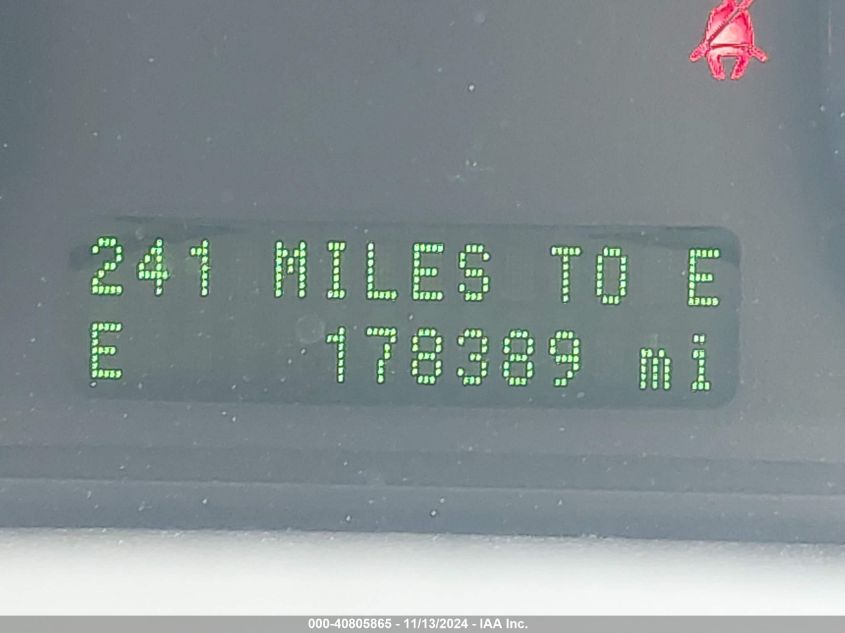 241 MILES TO E
E 178389 mi
000-40805865 - 11/13/2024 - IAA Inc.